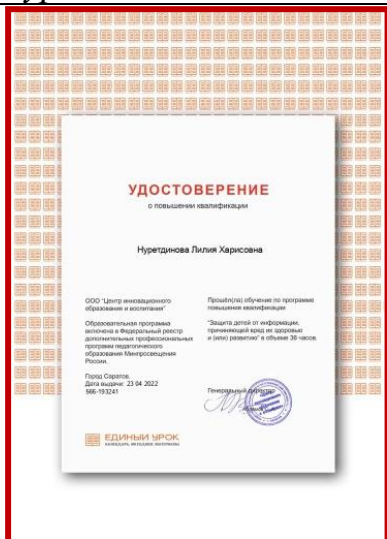 УДОСТОВЕРЕНИЕ
о повышении квалификации
Нуретдинова Лилия Харисовна
ООО "Центр инновационного
образования и воспитания"
Образовательная программа
включена в Федеральный реестр
дополнительных профессиональных
программ педагогического
образования Минпросвещения
России.
Город Саратов.
Дата выдачи: 23 04 2022
566-193241
Прошёл(ла) обучение по программе
повышения квалификации
"Защита детей от информации,
причиняющей вред их здоровью
и (или) развитию" в объеме 36 часов.
Генеральный директор
ЕДИНЫЙ УРОК